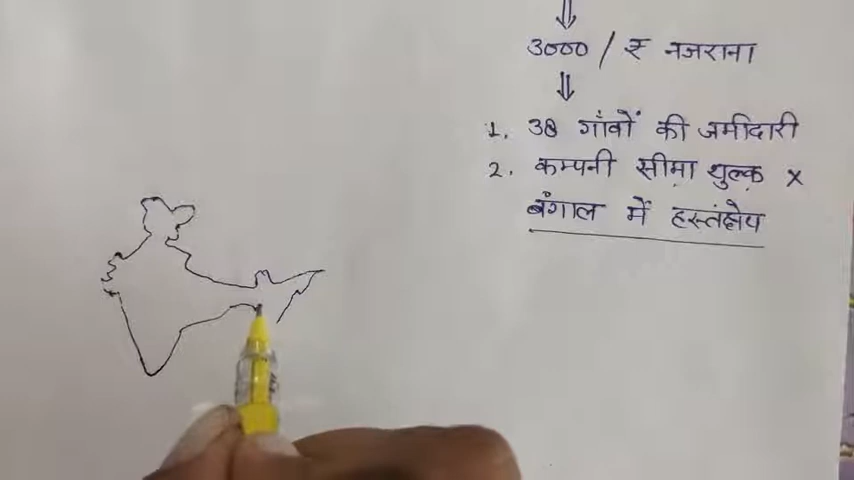 3000 / ₹ नजराना
1. 38 गाँवों की जमीदारी
2. कम्पनी सीमा शुल्क ×
बंगाल में हस्तक्षेप